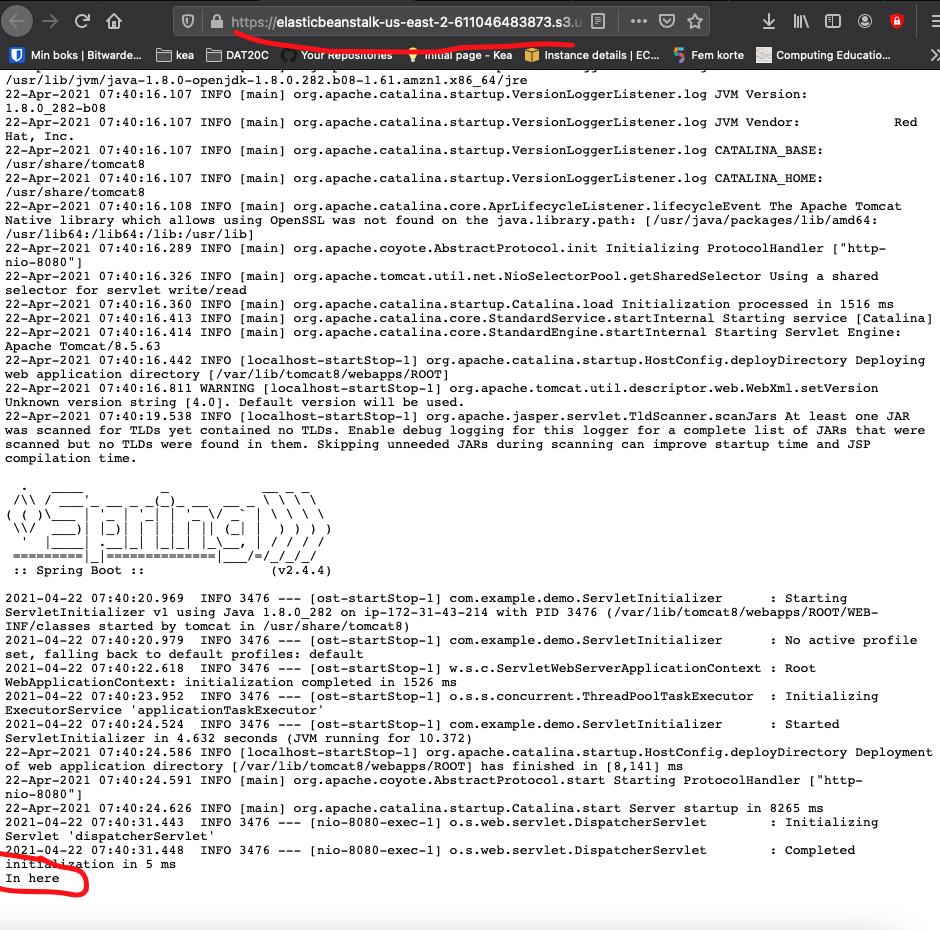 https://elasticbeanstalk-us-east-2-611046483873.s3.u
Min boks | Bitwarde... kea DAT20C Your Repositories Initial page - Kea Instance details | EC... Fem korte Computing Educatio...
/usr/lib/jvm/java-1.8.0-openjdk-1.8.0.282.b08-1.61.amzn1.x86_64/jre
22-Apr-2021 07:40:16.107 INFO [main] org.apache.catalina.startup.VersionLoggerListener.log JVM Version:
1.8.0_282-b08
22-Apr-2021 07:40:16.107 INFO [main] org.apache.catalina.startup.VersionLoggerListener.log JVM Vendor: Red
Hat, Inc.
22-Apr-2021 07:40:16.107 INFO [main] org.apache.catalina.startup.VersionLoggerListener.log CATALINA_BASE:
/usr/share/tomcat8
22-Apr-2021 07:40:16.107 INFO [main] org.apache.catalina.startup.VersionLoggerListener.log CATALINA_HOME:
/usr/share/tomcat8
22-Apr-2021 07:40:16.108 INFO [main] org.apache.catalina.core.AprLifecycleListener.lifecycleEvent The Apache Tomcat
Native library which allows using OpenSSL was not found on the java.library.path: [/usr/java/packages/lib/amd64:
/usr/lib64:/lib64:/lib:/usr/lib]
22-Apr-2021 07:40:16.289 INFO [main] org.apache.coyote.AbstractProtocol.init Initializing ProtocolHandler ["http-
nio-8080"]
22-Apr-2021 07:40:16.326 INFO [main] org.apache.tomcat.util.net.NioSelectorPool.getSharedSelector Using a shared
selector for servlet write/read
22-Apr-2021 07:40:16.360 INFO [main] org.apache.catalina.startup.Catalina.load Initialization processed in 1516 ms
22-Apr-2021 07:40:16.413 INFO [main] org.apache.catalina.core.StandardService.startInternal Starting service [Catalina]
22-Apr-2021 07:40:16.414 INFO [main] org.apache.catalina.core.StandardEngine.startInternal Starting Servlet Engine:
Apache Tomcat/8.5.63
22-Apr-2021 07:40:16.442 INFO [localhost-startStop-1] org.apache.catalina.startup.HostConfig.deployDirectory Deploying
web application directory [/var/lib/tomcat8/webapps/ROOT]
22-Apr-2021 07:40:16.811 WARNING [localhost-startStop-1] org.apache.tomcat.util.descriptor.web.WebXml.setVersion
Unknown version string [4.0]. Default version will be used.
22-Apr-2021 07:40:19.538 INFO [localhost-startStop-1] org.apache.jasper.servlet.TldScanner.scanJars At least one JAR
was scanned for TLDs yet contained no TLDs. Enable debug logging for this logger for a complete list of JARs that were
scanned but no TLDs were found in them. Skipping unneeded JARs during scanning can improve startup time and JSP
compilation time.
Spring
:: Spring Boot :: (v2.4.4)
2021-04-22 07:40:20.969 INFO 3476 --- [ost-startStop-1] com.example.demo.ServletInitializer : Starting
ServletInitializer v1 using Java 1.8.0_282 on ip-172-31-43-214 with PID 3476 (/var/lib/tomcat8/webapps/ROOT/WEB-
INF/classes started by tomcat in /usr/share/tomcat8)
2021-04-22 07:40:20.979 INFO 3476 --- [ost-startStop-1] com.example.demo.ServletInitializer : No active profile
set, falling back to default profiles: default
2021-04-22 07:40:22.618 INFO 3476 --- [ost-startStop-1] w.s.c.ServletWebServerApplicationContext : Root
WebApplicationContext: initialization completed in 1526 ms
2021-04-22 07:40:23.952 INFO 3476 --- [ost-startStop-1] o.s.s.concurrent.ThreadPoolTaskExecutor : Initializing
ExecutorService 'applicationTaskExecutor'
2021-04-22 07:40:24.524 INFO 3476 --- [ost-startStop-1] com.example.demo.ServletInitializer : Started
ServletInitializer in 4.632 seconds (JVM running for 10.372)
22-Apr-2021 07:40:24.586 INFO [localhost-startStop-1] org.apache.catalina.startup.HostConfig.deployDirectory Deployment
of web application directory [/var/lib/tomcat8/webapps/ROOT] has finished in [8,141] ms
22-Apr-2021 07:40:24.591 INFO [main] org.apache.coyote.AbstractProtocol.start Starting ProtocolHandler ["http-
nio-8080"]
22-Apr-2021 07:40:24.626 INFO [main] org.apache.catalina.startup.Catalina.start Server startup in 8265 ms
2021-04-22 07:40:31.443 INFO 3476 --- [nio-8080-exec-1] o.s.web.servlet.DispatcherServlet : Initializing
Servlet 'dispatcherServlet'
2021-04-22 07:40:31.448 INFO 3476 --- [nio-8080-exec-1] o.s.web.servlet.DispatcherServlet : Completed
initialization in 5 ms
In here